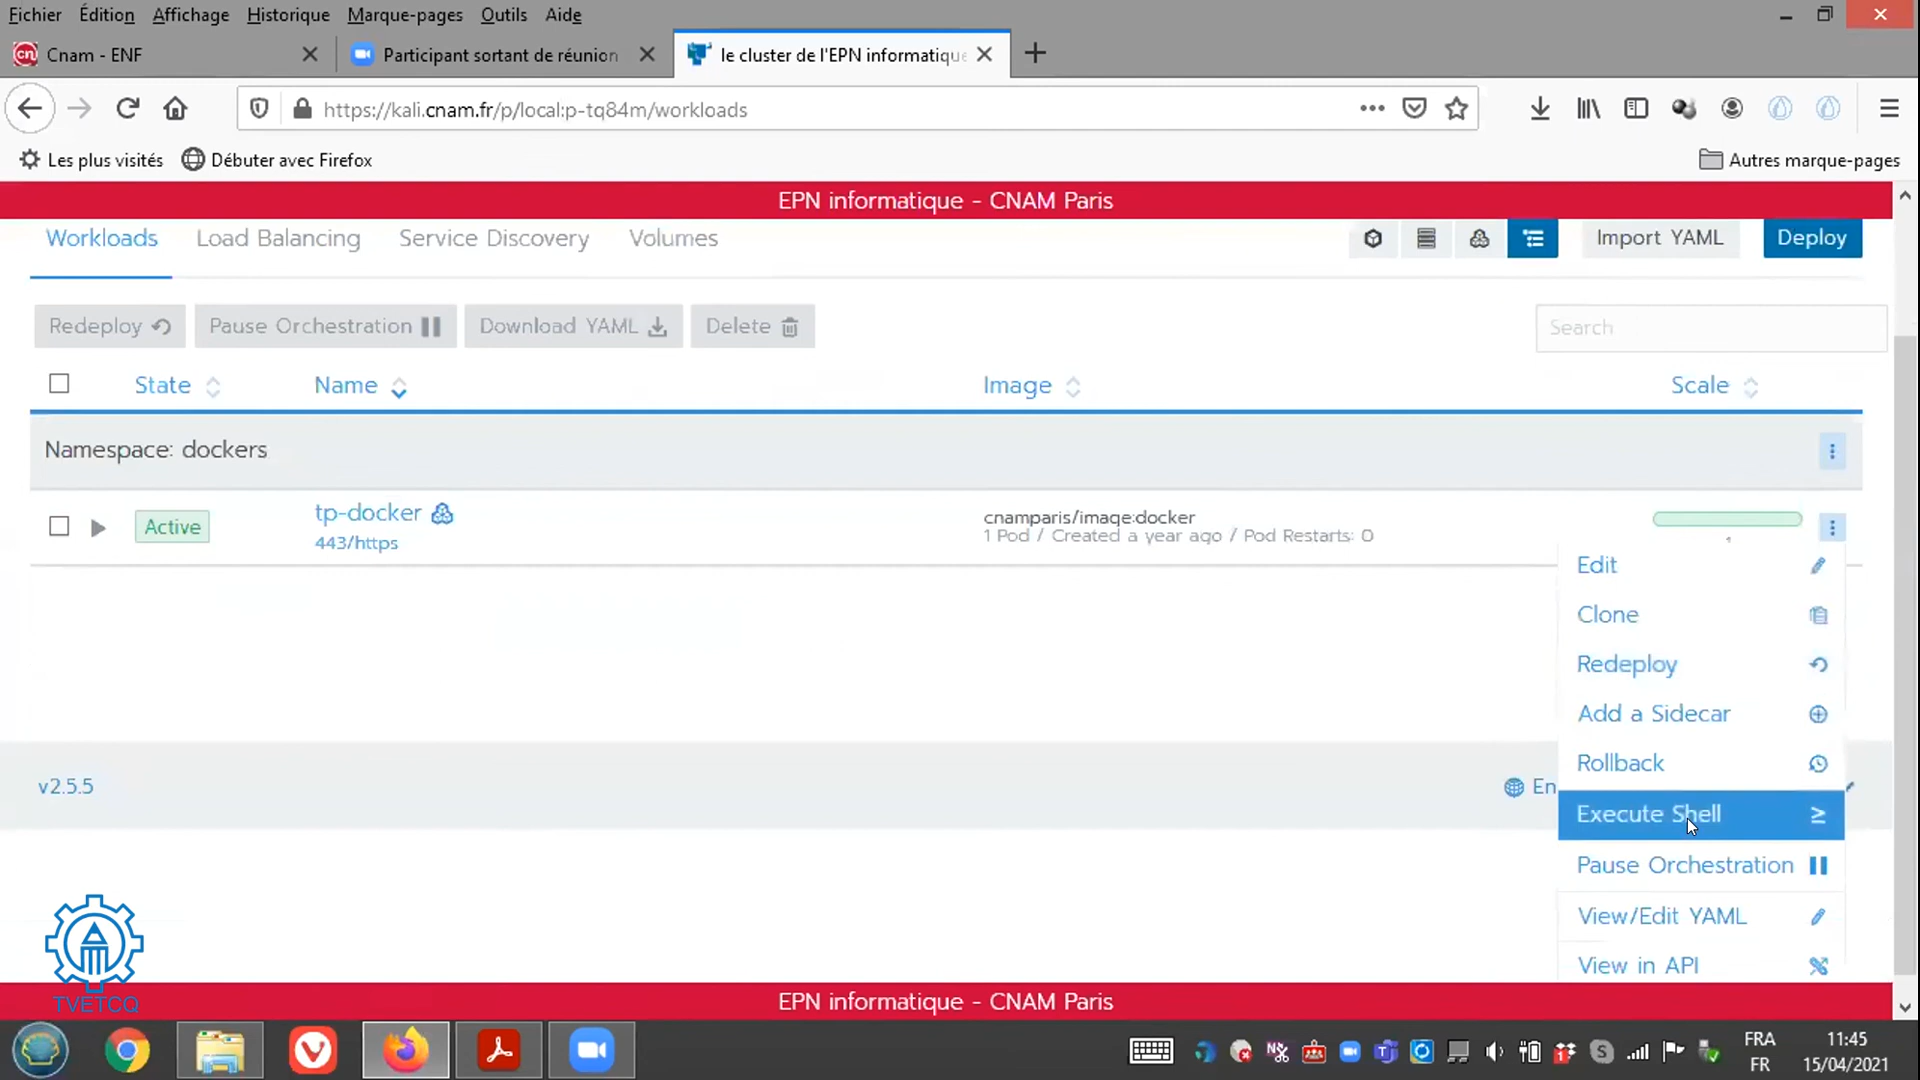 Fichier Édition Affichage Historique Marque-pages Outils Aide
Cnam - ENF
Participant sortant de réunion
le cluster de l'EPN informatique
https://kali.cnam.fr/p/local:p-tq84m/workloads
Les plus visités
Débuter avec Firefox
Autres marque-pages
EPN informatique - CNAM Paris
Workloads Load Balancing Service Discovery Volumes
Import YAML
Deploy
Redeploy
Pause Orchestration
Download YAML
Delete
Search
State Name Image Scale
Namespace: dockers
Active
tp-docker
443/https
cnamparis/image:docker
1 Pod / Created a year ago / Pod Restarts: 0
Edit
Clone
Redeploy
Add a Sidecar
Rollback
Execute Shell
Pause Orchestration
View/Edit YAML
View in API
v2.5.5
En
TVETCQ
EPN informatique - CNAM Paris
FRA
FR
11:45
15/04/2021